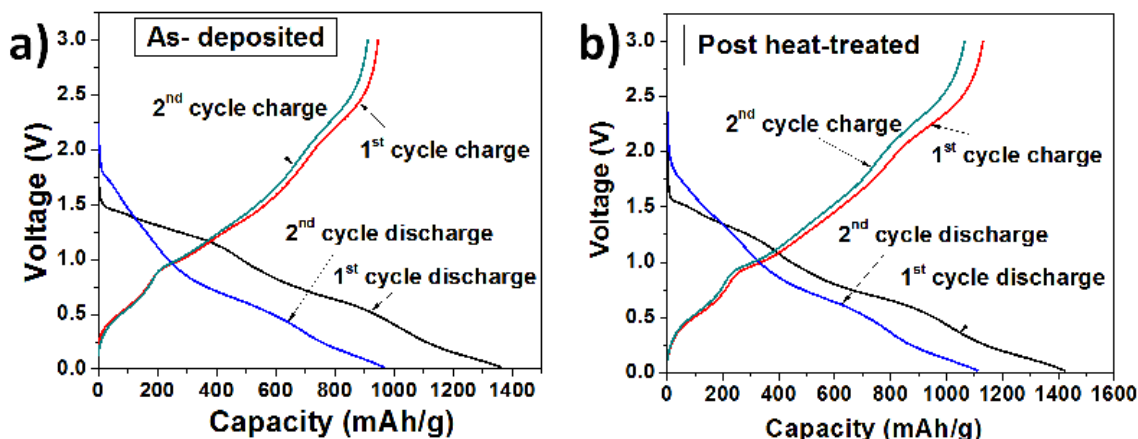 a)
As- deposited
3.0
2.5
2.0
1.5
1.0
0.5
0.0
Voltage (V)
2nd cycle charge
1st cycle charge
2nd cycle discharge
1st cycle discharge
0 200 400 600 800 1000 1200 1400
Capacity (mAh/g)
b)
Post heat-treated
3.0
2.5
2.0
1.5
1.0
0.5
0.0
Voltage (V)
2nd cycle charge
1st cycle charge
2nd cycle discharge
1st cycle discharge
0 200 400 600 800 1000 1200 1400 1600
Capacity (mAh/g)